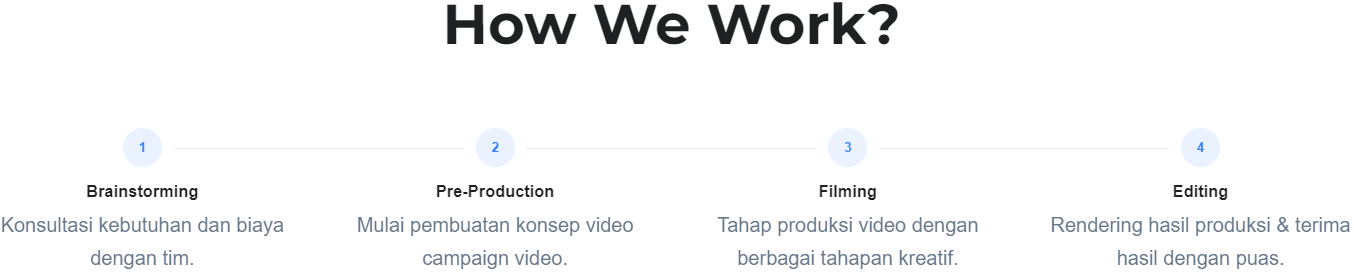 How We Work?
1
Brainstorming
Konsultasi kebutuhan dan biaya
dengan tim.
2
Pre-Production
Mulai pembuatan konsep video
campaign video.
3
Filming
Tahap produksi video dengan
berbagai tahapan kreatif.
4
Editing
Rendering hasil produksi & terima
hasil dengan puas.